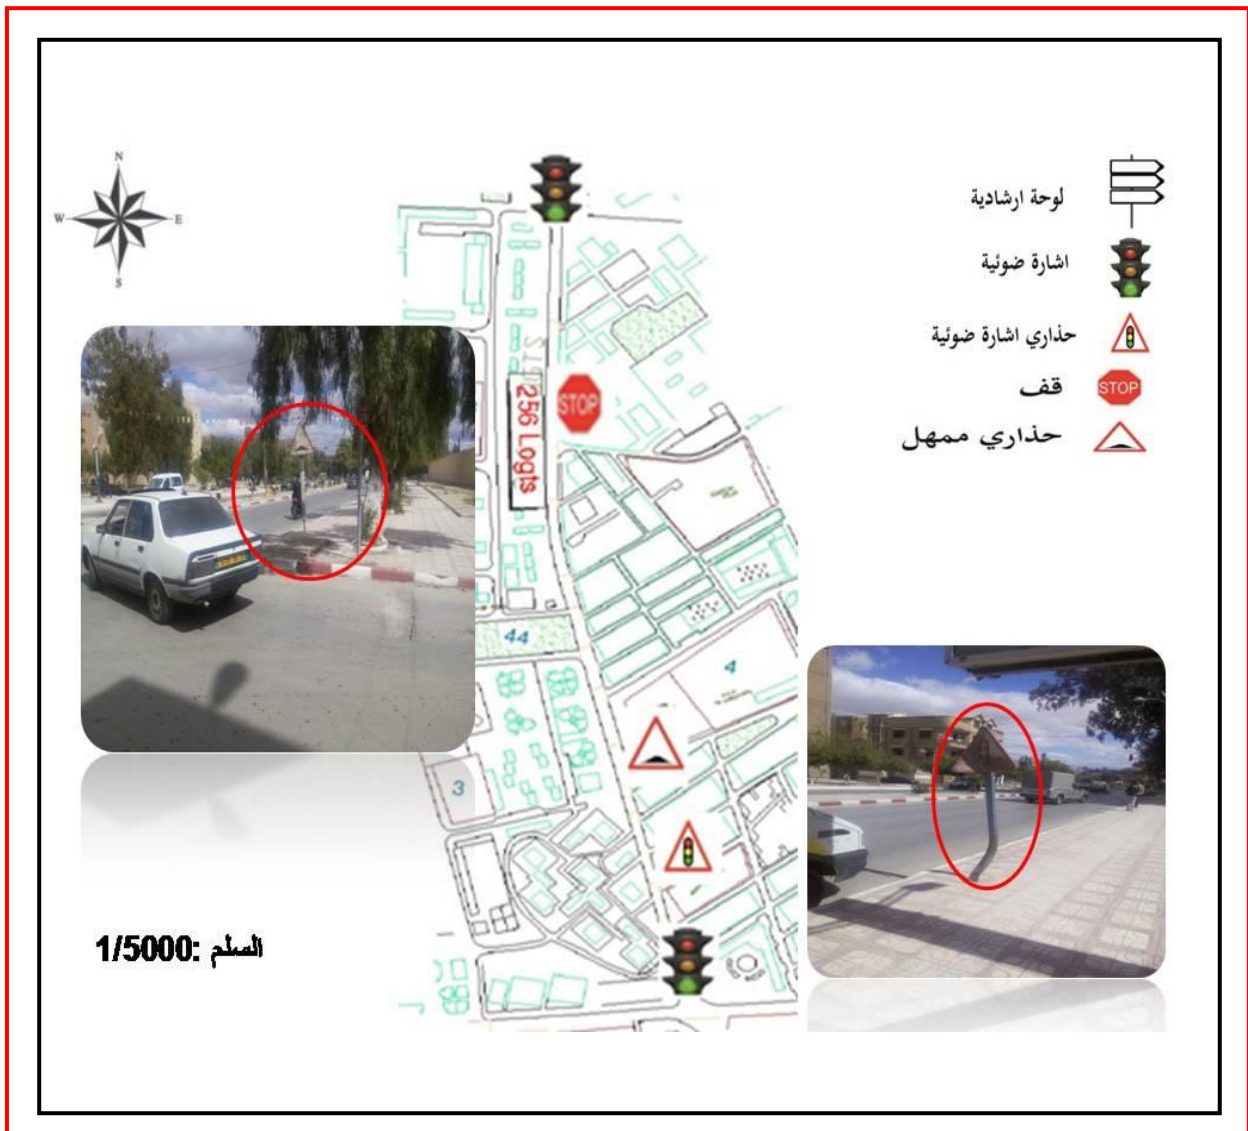 N
W
E
S
لوحة ارشادية
اشارة ضوئية
حذاري اشارة ضوئية
STOP
قف
حذاري ممهل
STOP
256 Logts
44
4
3
السلم :1/5000